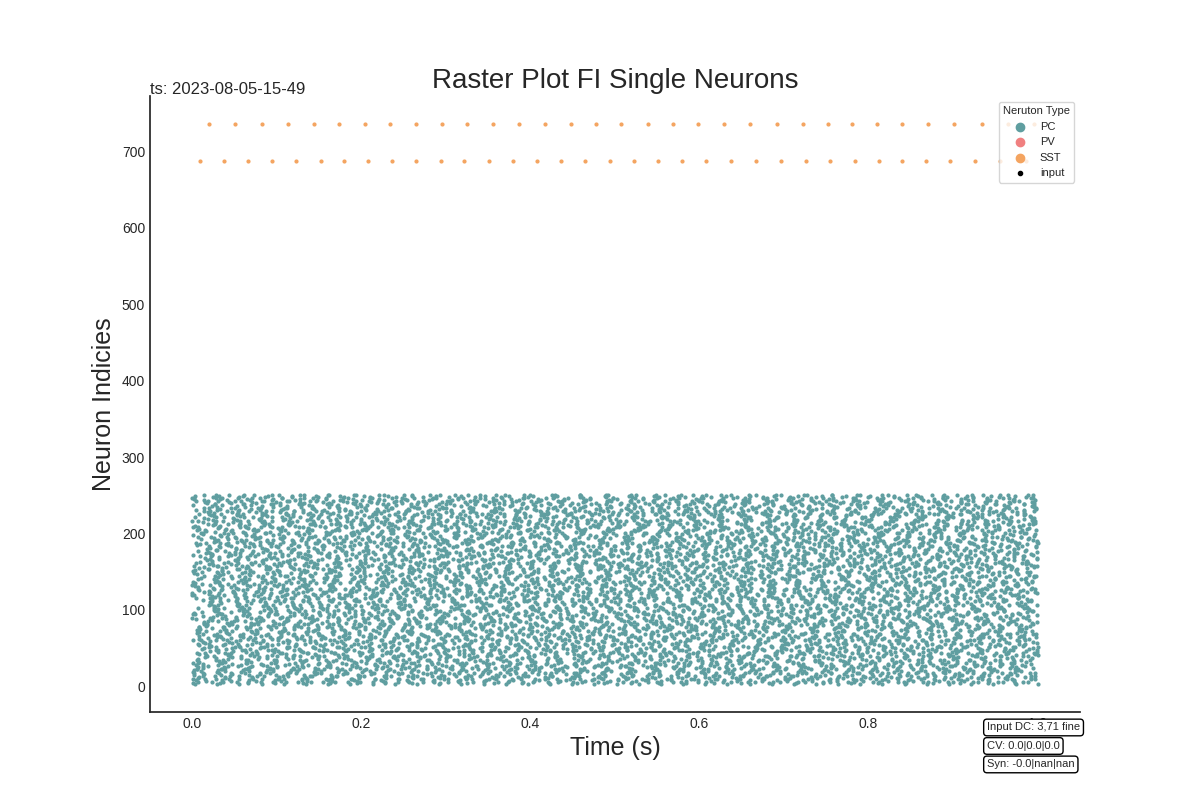 Raster Plot FI Single Neurons
ts: 2023-08-05-15-49
Neruton Type
PC
PV
SST
input
700
600
500
400
300
200
100
0
Neuron Indicies
0.0 0.2 0.4 0.6 0.8
Time (s)
Input DC: 3,71 fine
CV: 0.0|0.0|0.0
Syn: -0.0|nan|nan